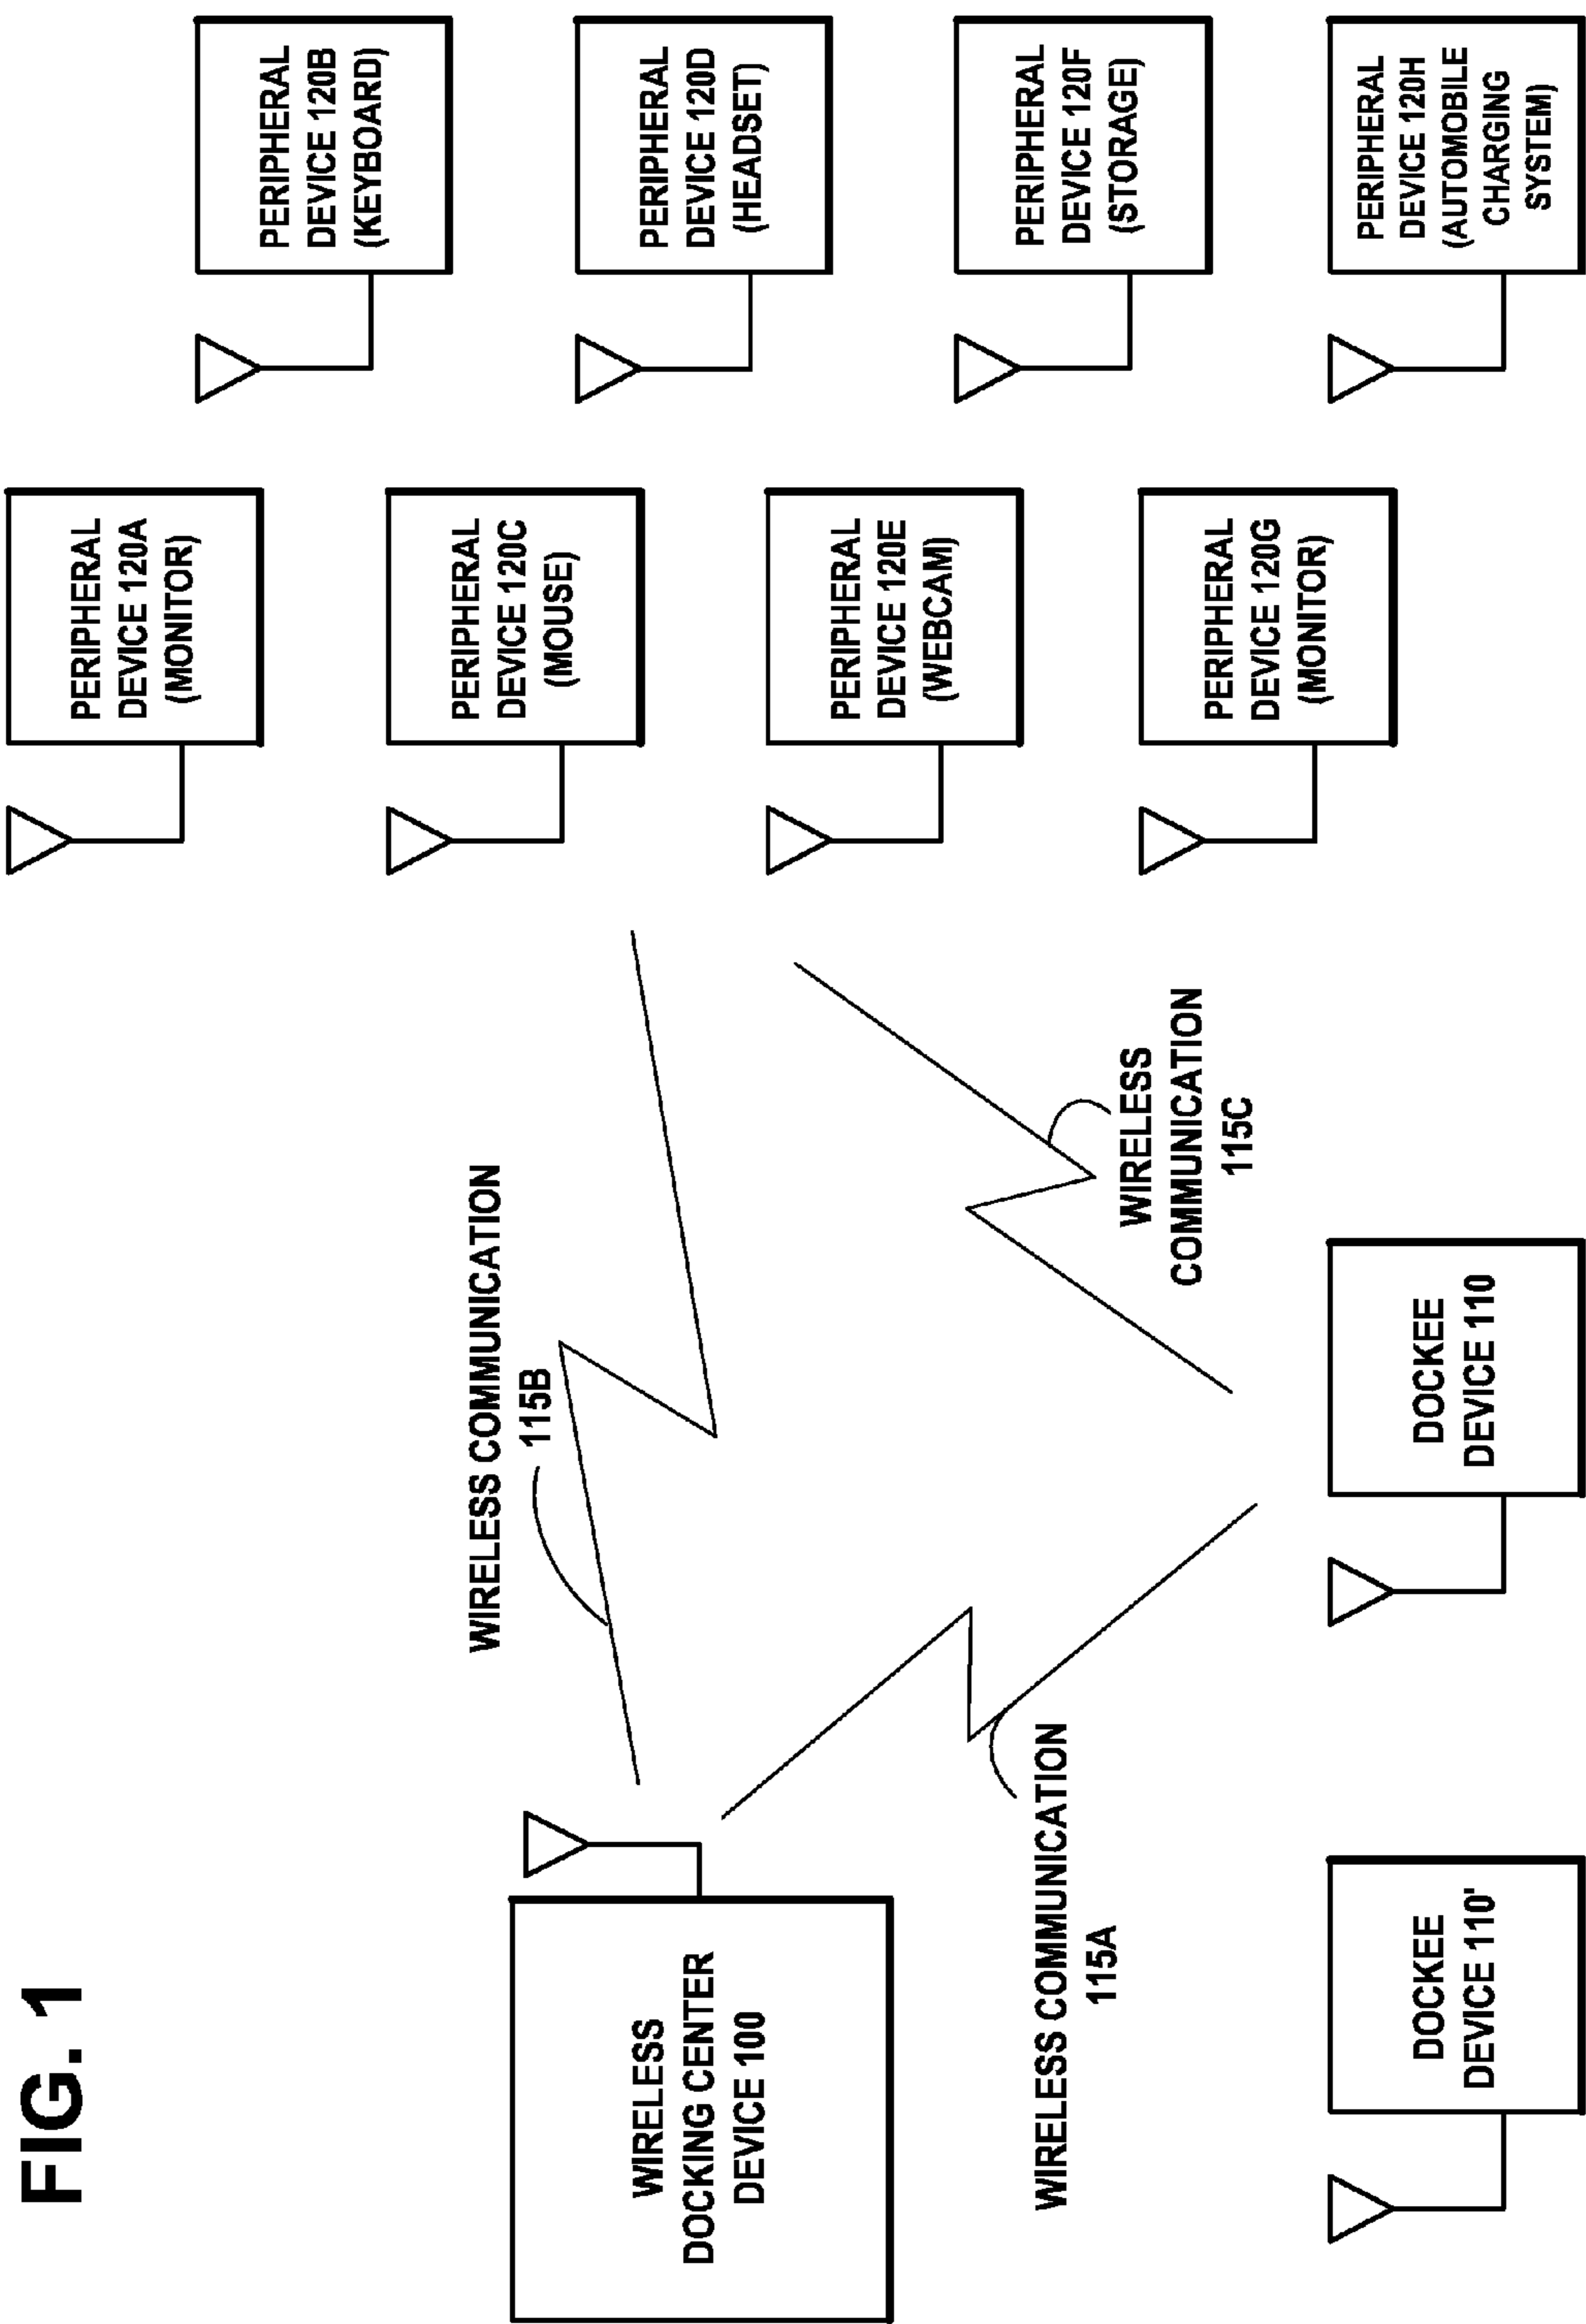 FIG. 1
WIRELESS
DOCKING CENTER
DEVICE 100
WIRELESS COMMUNICATION
115B
WIRELESS COMMUNICATION
115A
WIRELESS
COMMUNICATION
115C
DOCKEE
DEVICE 110'
DOCKEE
DEVICE 110
PERIPHERAL
DEVICE 120A
(MONITOR)
PERIPHERAL
DEVICE 120B
(KEYBOARD)
PERIPHERAL
DEVICE 120C
(MOUSE)
PERIPHERAL
DEVICE 120D
(HEADSET)
PERIPHERAL
DEVICE 120E
(WEBCAM)
PERIPHERAL
DEVICE 120F
(STORAGE)
PERIPHERAL
DEVICE 120G
(MONITOR)
PERIPHERAL
DEVICE 120H
(AUTOMOBILE
CHARGING
SYSTEM)